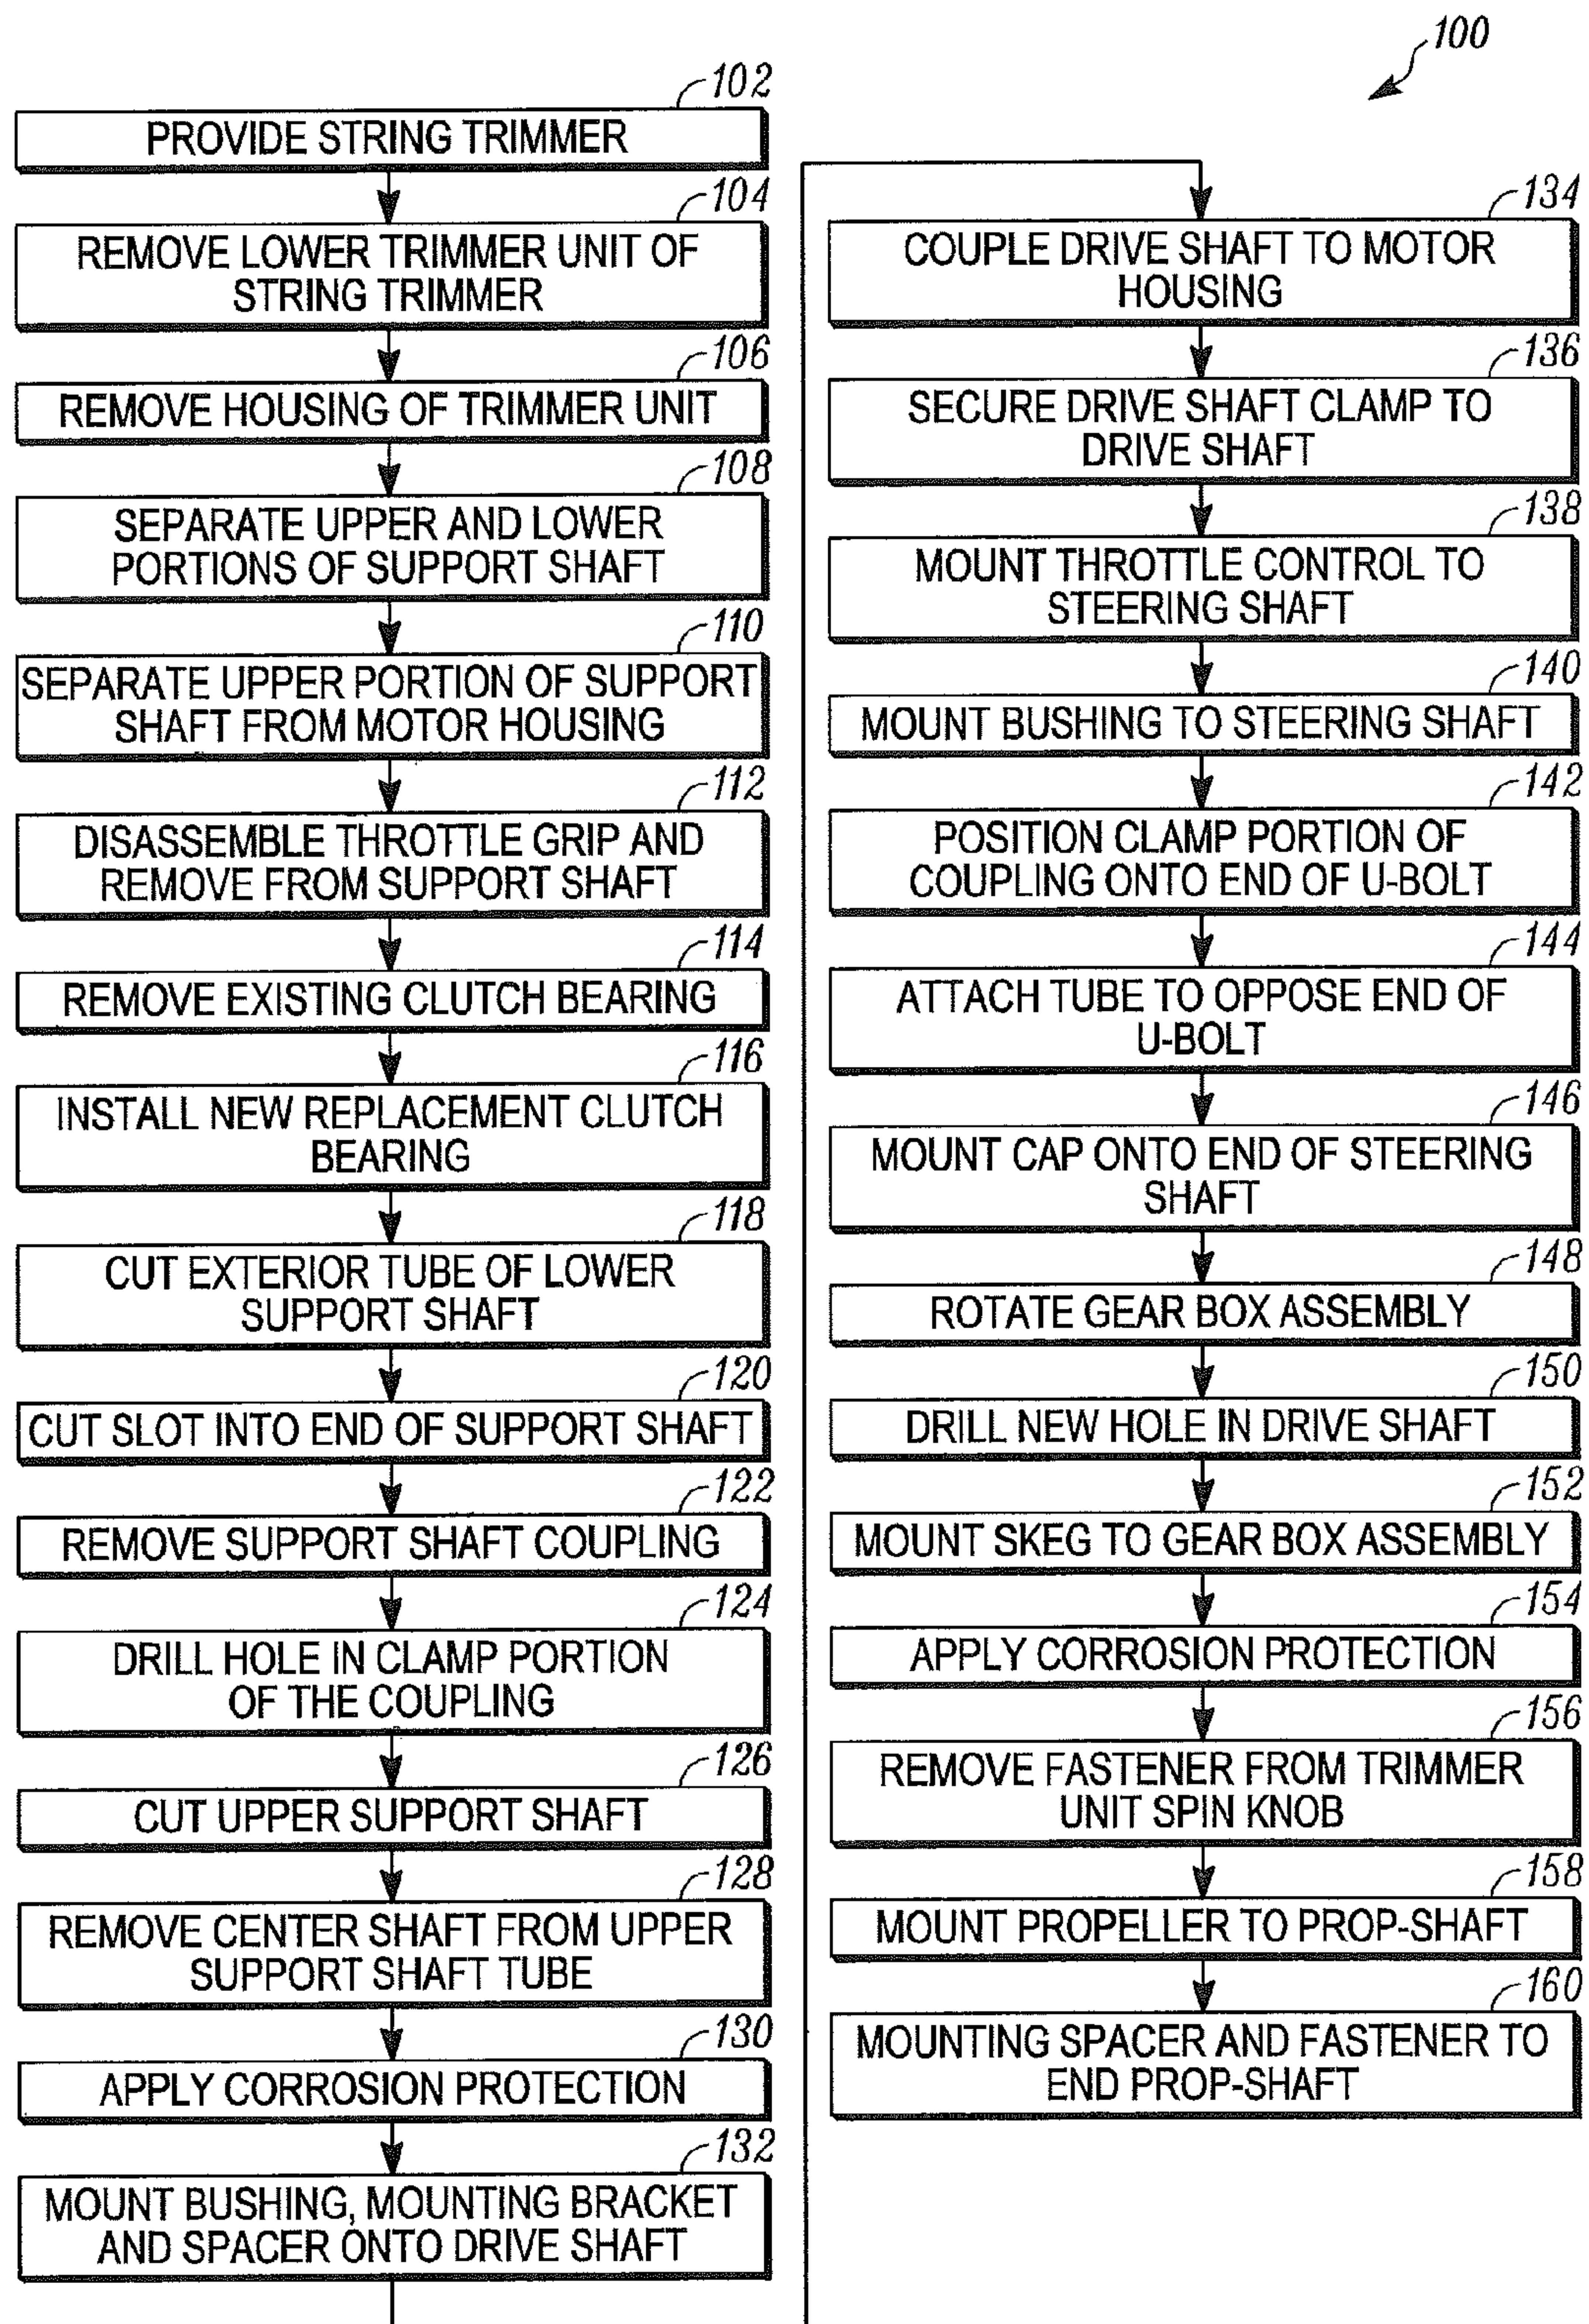 100
102
PROVIDE STRING TRIMMER
104
REMOVE LOWER TRIMMER UNIT OF
STRING TRIMMER
106
REMOVE HOUSING OF TRIMMER UNIT
108
SEPARATE UPPER AND LOWER
PORTIONS OF SUPPORT SHAFT
110
SEPARATE UPPER PORTION OF SUPPORT
SHAFT FROM MOTOR HOUSING
112
DISASSEMBLE THROTTLE GRIP AND
REMOVE FROM SUPPORT SHAFT
114
REMOVE EXISTING CLUTCH BEARING
116
INSTALL NEW REPLACEMENT CLUTCH
BEARING
118
CUT EXTERIOR TUBE OF LOWER
SUPPORT SHAFT
120
CUT SLOT INTO END OF SUPPORT SHAFT
122
REMOVE SUPPORT SHAFT COUPLING
124
DRILL HOLE IN CLAMP PORTION
OF THE COUPLING
126
CUT UPPER SUPPORT SHAFT
128
REMOVE CENTER SHAFT FROM UPPER
SUPPORT SHAFT TUBE
130
APPLY CORROSION PROTECTION
132
MOUNT BUSHING, MOUNTING BRACKET
AND SPACER ONTO DRIVE SHAFT
134
COUPLE DRIVE SHAFT TO MOTOR
HOUSING
136
SECURE DRIVE SHAFT CLAMP TO
DRIVE SHAFT
138
MOUNT THROTTLE CONTROL TO
STEERING SHAFT
140
MOUNT BUSHING TO STEERING SHAFT
142
POSITION CLAMP PORTION OF
COUPLING ONTO END OF U-BOLT
144
ATTACH TUBE TO OPPOSE END OF
U-BOLT
146
MOUNT CAP ONTO END OF STEERING
SHAFT
148
ROTATE GEAR BOX ASSEMBLY
150
DRILL NEW HOLE IN DRIVE SHAFT
152
MOUNT SKEG TO GEAR BOX ASSEMBLY
154
APPLY CORROSION PROTECTION
156
REMOVE FASTENER FROM TRIMMER
UNIT SPIN KNOB
158
MOUNT PROPELLER TO PROP-SHAFT
160
MOUNTING SPACER AND FASTENER TO
END PROP-SHAFT